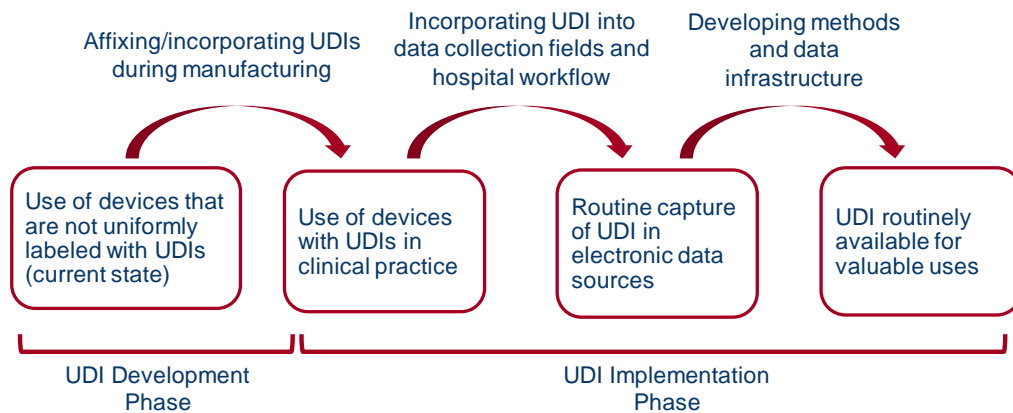 Affixing/incorporating UDIs
during manufacturing
Incorporating UDI into
data collection fields and
hospital workflow
Developing methods
and data
infrastructure
Use of devices that
are not uniformly
labeled with UDIs
(current state)
Use of devices
with UDIs in
clinical practice
Routine capture
of UDI in
electronic data
sources
UDI routinely
available for
valuable uses
UDI Development
Phase
UDI Implementation
Phase